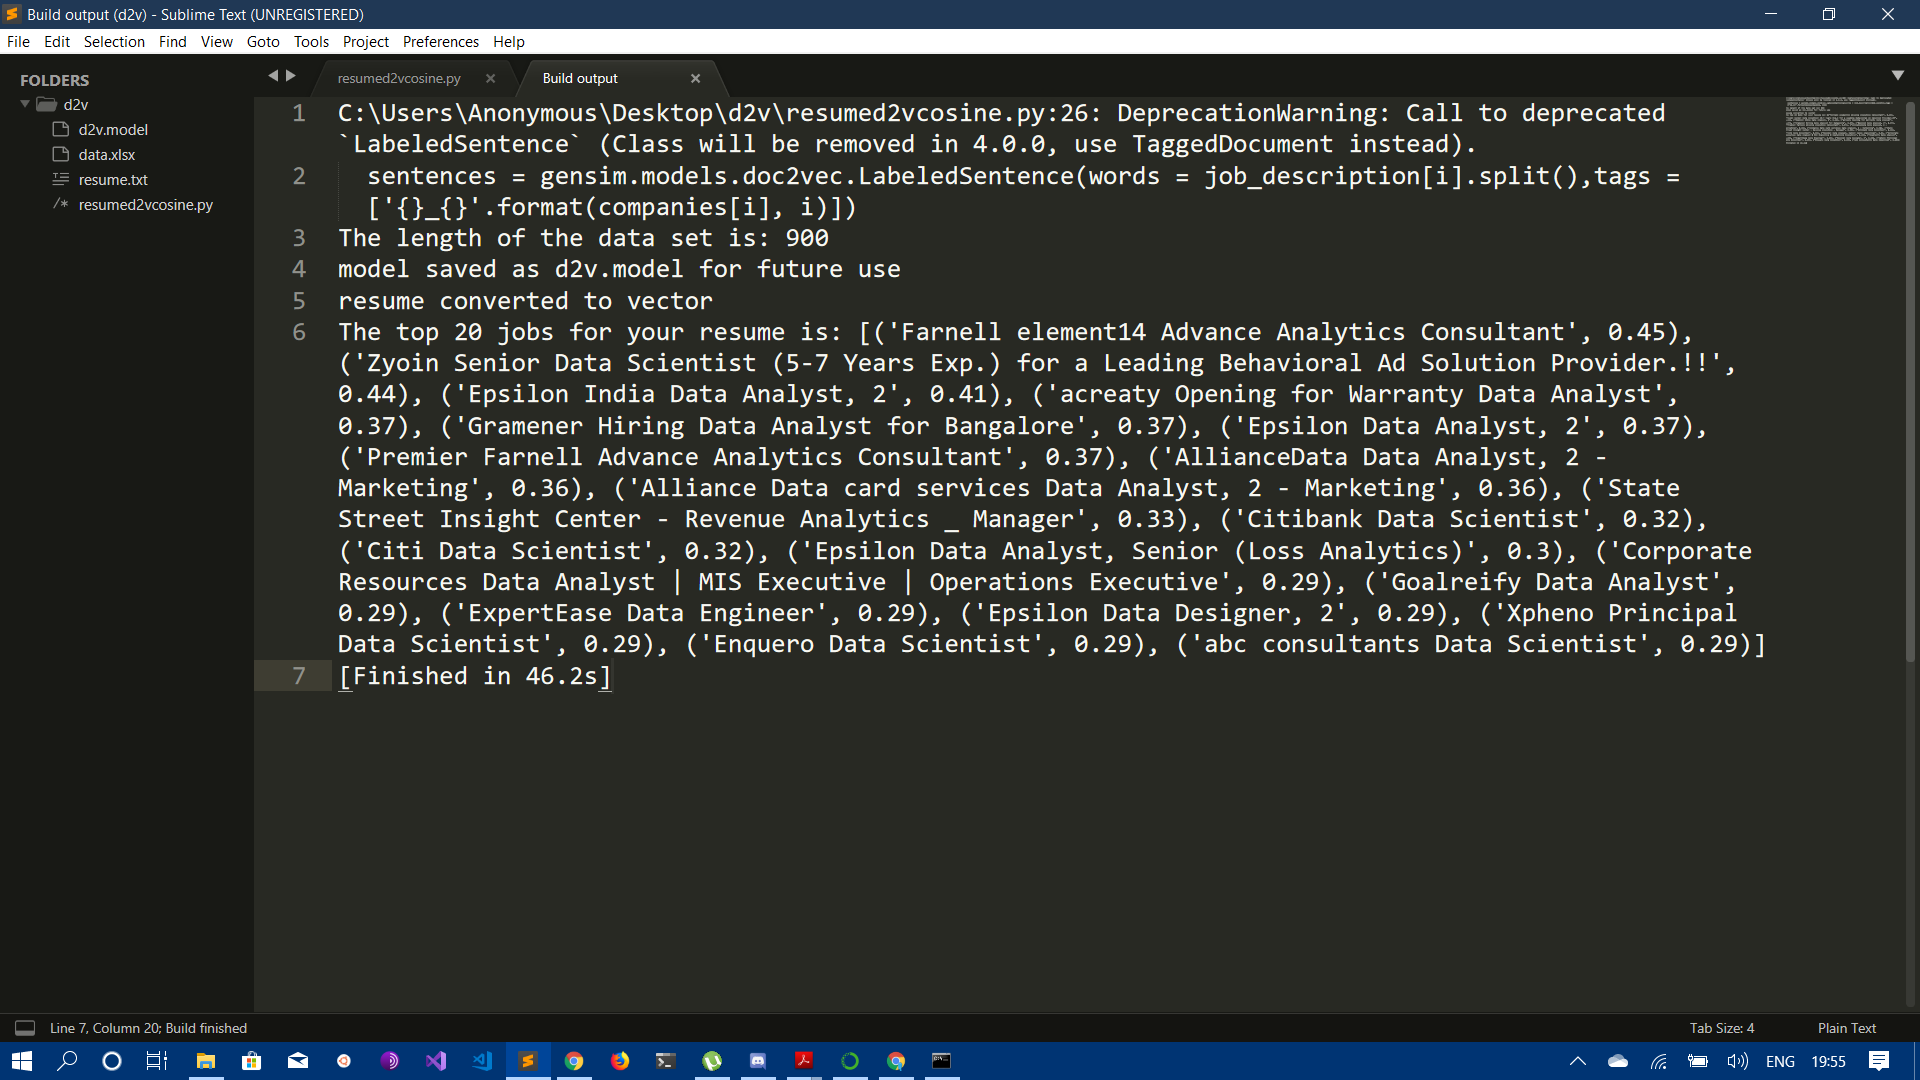 Build output (d2v) - Sublime Text (UNREGISTERED)
File Edit Selection Find View Goto Tools Project Preferences Help
FOLDERS
d2v
d2v.model
data.xlsx
resume.txt
/* resumed2vcosine.py
resumed2vcosine.py × Build output ×
1 C:\Users\Anonymous\Desktop\d2v\resumed2vcosine.py:26: DeprecationWarning: Call to deprecated
`LabeledSentence` (Class will be removed in 4.0.0, use TaggedDocument instead).
2 sentences = gensim.models.doc2vec.LabeledSentence(words = job_description[i].split(),tags =
['{}_{}'.format(companies[i], i)])
3 The length of the data set is: 900
4 model saved as d2v.model for future use
5 resume converted to vector
6 The top 20 jobs for your resume is: [('Farnell element14 Advance Analytics Consultant', 0.45),
('Zyoin Senior Data Scientist (5-7 Years Exp.) for a Leading Behavioral Ad Solution Provider.!!',
0.44), ('Epsilon India Data Analyst, 2', 0.41), ('acreaty Opening for Warranty Data Analyst',
0.37), ('Gramener Hiring Data Analyst for Bangalore', 0.37), ('Epsilon Data Analyst, 2', 0.37),
('Premier Farnell Advance Analytics Consultant', 0.37), ('AllianceData Data Analyst, 2 -
Marketing', 0.36), ('Alliance Data card services Data Analyst, 2 - Marketing', 0.36), ('State
Street Insight Center - Revenue Analytics _ Manager', 0.33), ('Citibank Data Scientist', 0.32),
('Citi Data Scientist', 0.32), ('Epsilon Data Analyst, Senior (Loss Analytics)', 0.3), ('Corporate
Resources Data Analyst | MIS Executive | Operations Executive', 0.29), ('Goalreify Data Analyst',
0.29), ('ExpertEase Data Engineer', 0.29), ('Epsilon Data Designer, 2', 0.29), ('Xpheno Principal
Data Scientist', 0.29), ('Enquero Data Scientist', 0.29), ('abc consultants Data Scientist', 0.29)]
7 [Finished in 46.2s]
Line 7, Column 20; Build finished
Tab Size: 4 Plain Text
ENG 19:55